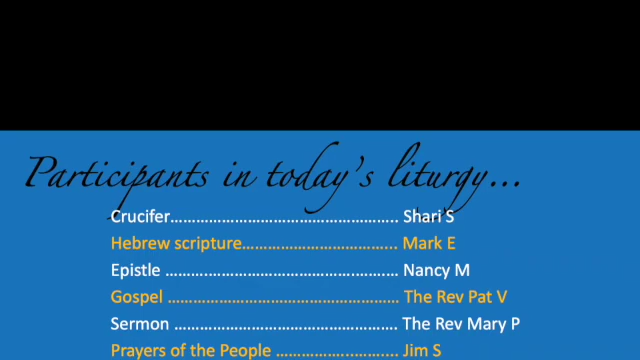 Participants in today's liturgy...
Crucifer……………………………………………….. Shari S
Hebrew scripture……………………………….. Mark E
Epistle ……………………………………..……….. Nancy M
Gospel ……………………………………………… The Rev Pat V
Sermon ……………………………………………. The Rev Mary P
Prayers of the People ……………..……….. Jim S